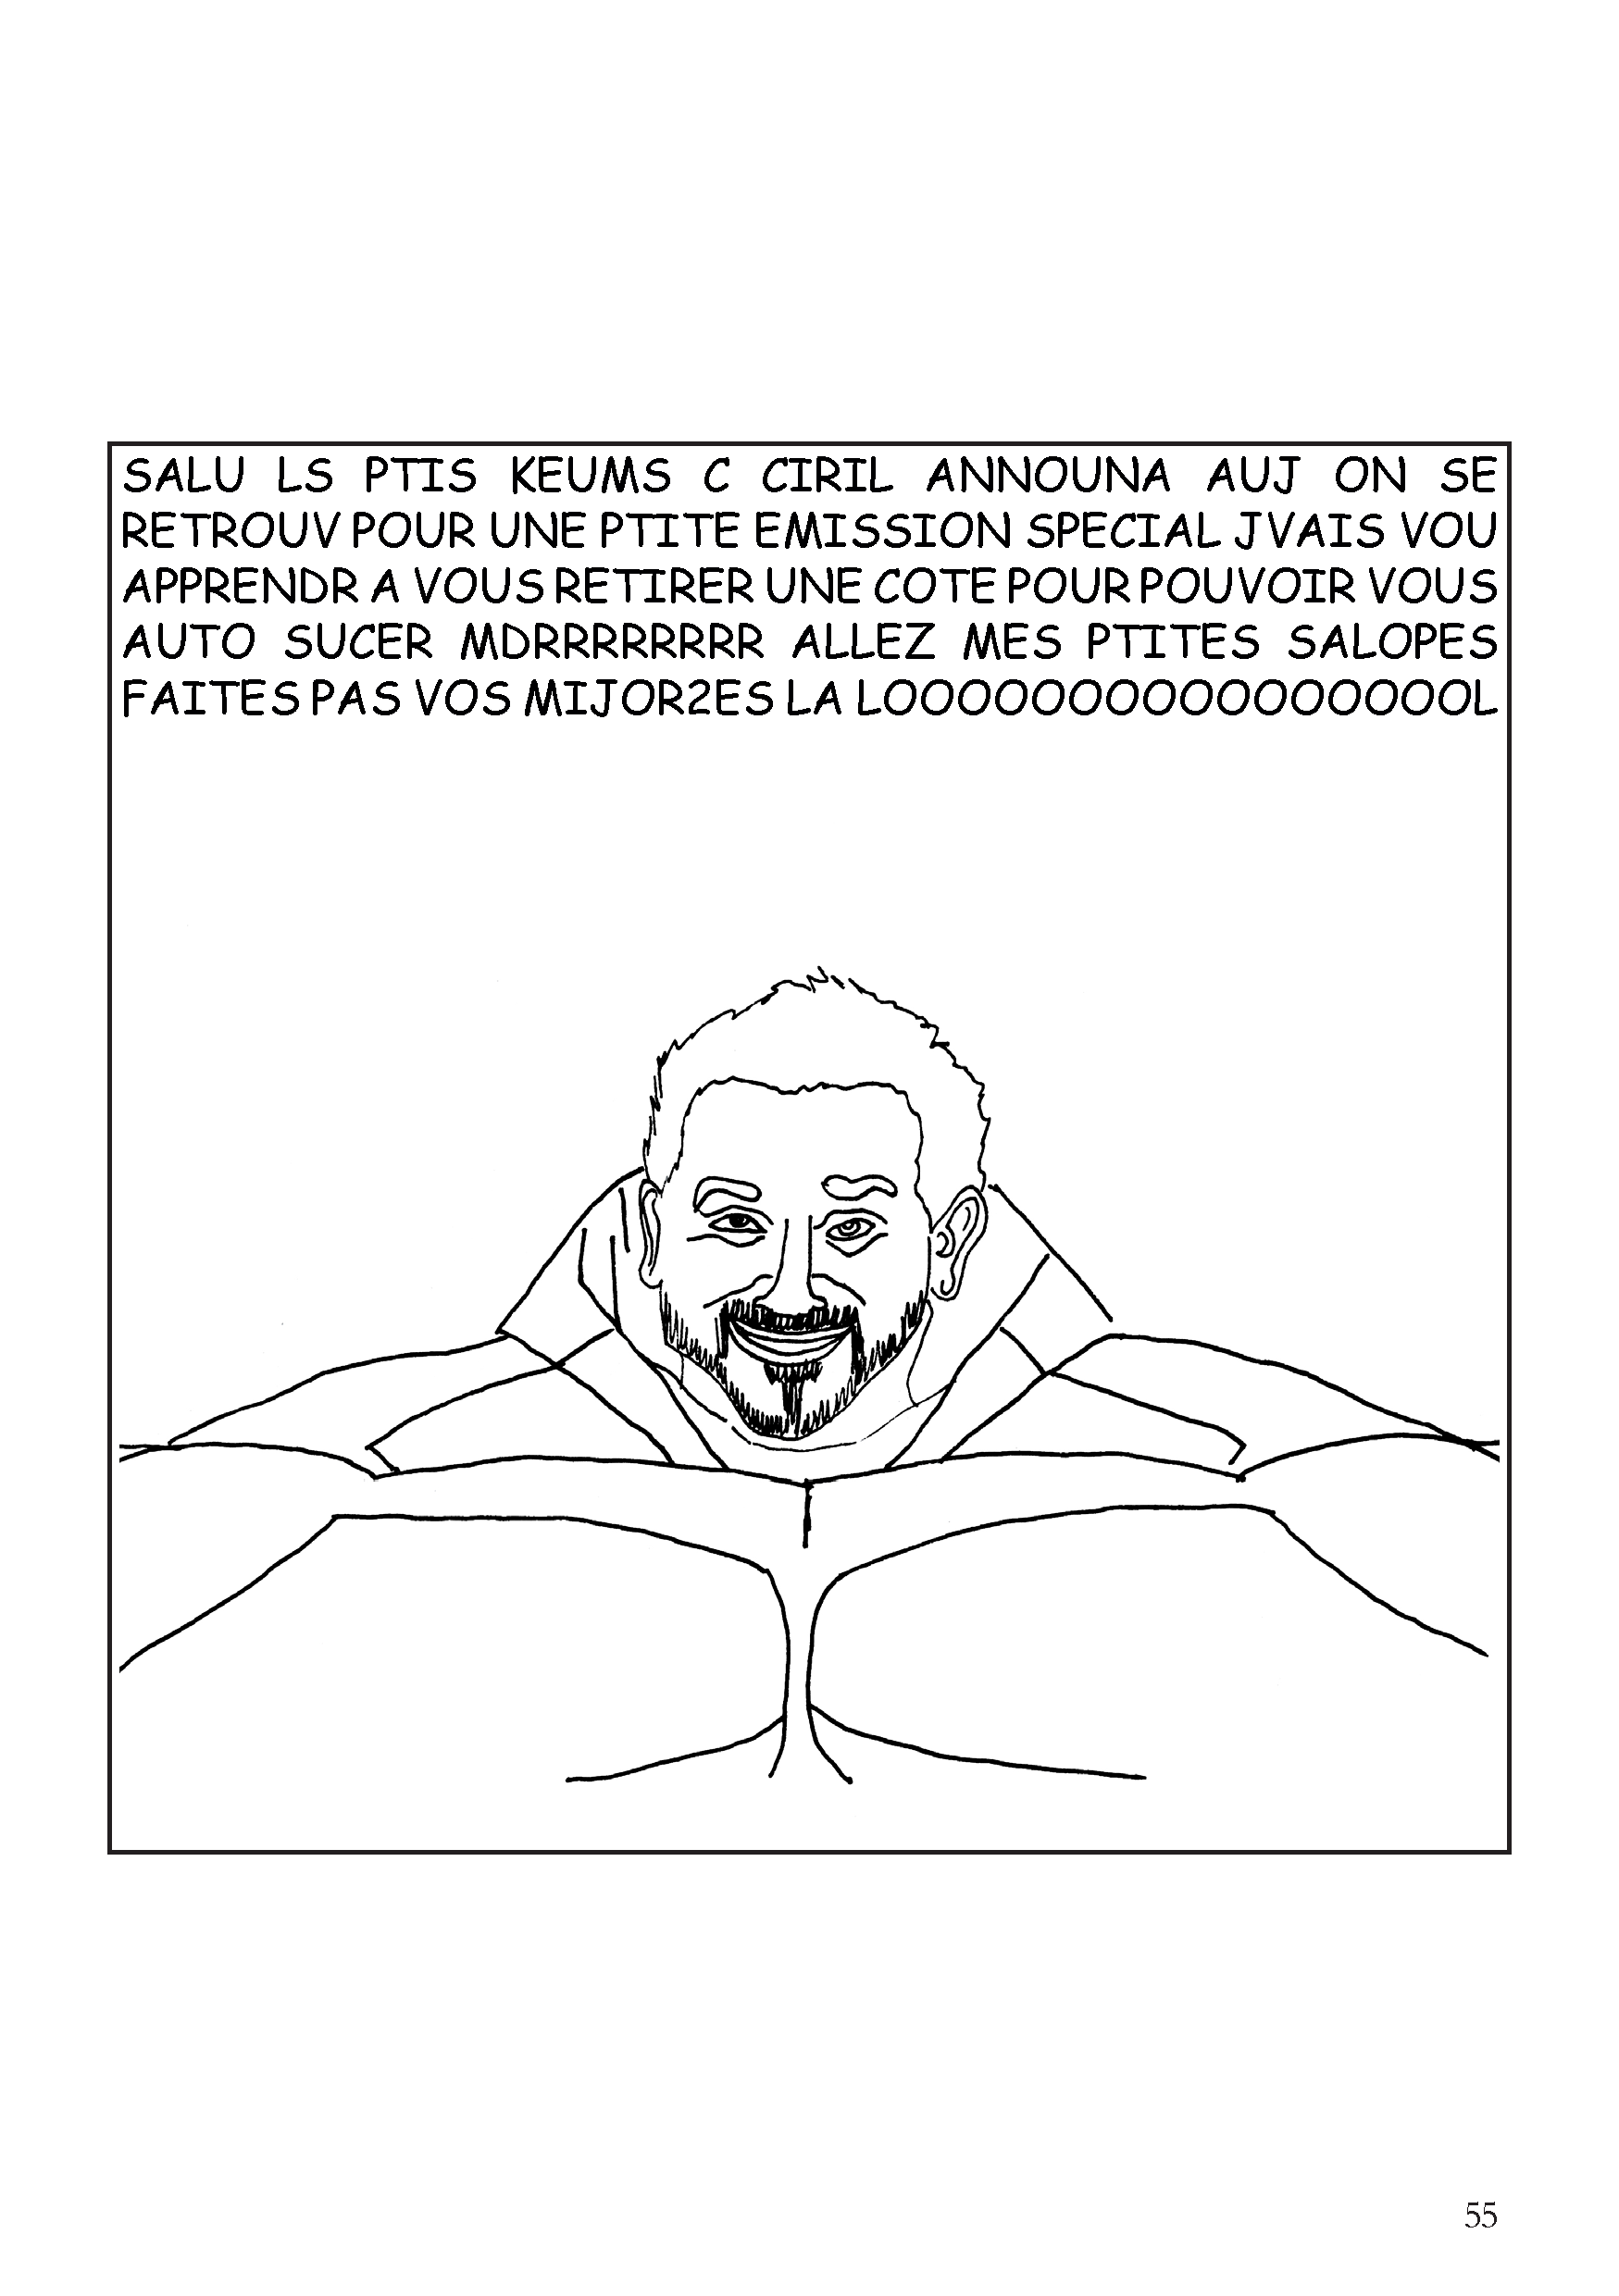 SALU LS PTIS KEUMS C CIRIL ANNOUNA AUJ ON SE
RETROUV POUR UNE PTITE EMISSION SPECIAL JVAIS VOU
APPRENDR A VOUS RETIRER UNE COTE POUR POUVOIR VOUS
AUTO SUCER MDRRRRRRRR ALLEZ MES PTITES SALOPES
FAITES PAS VOS MIJOR2ES LA LOOOOOOOOOOOOOOOOL
55